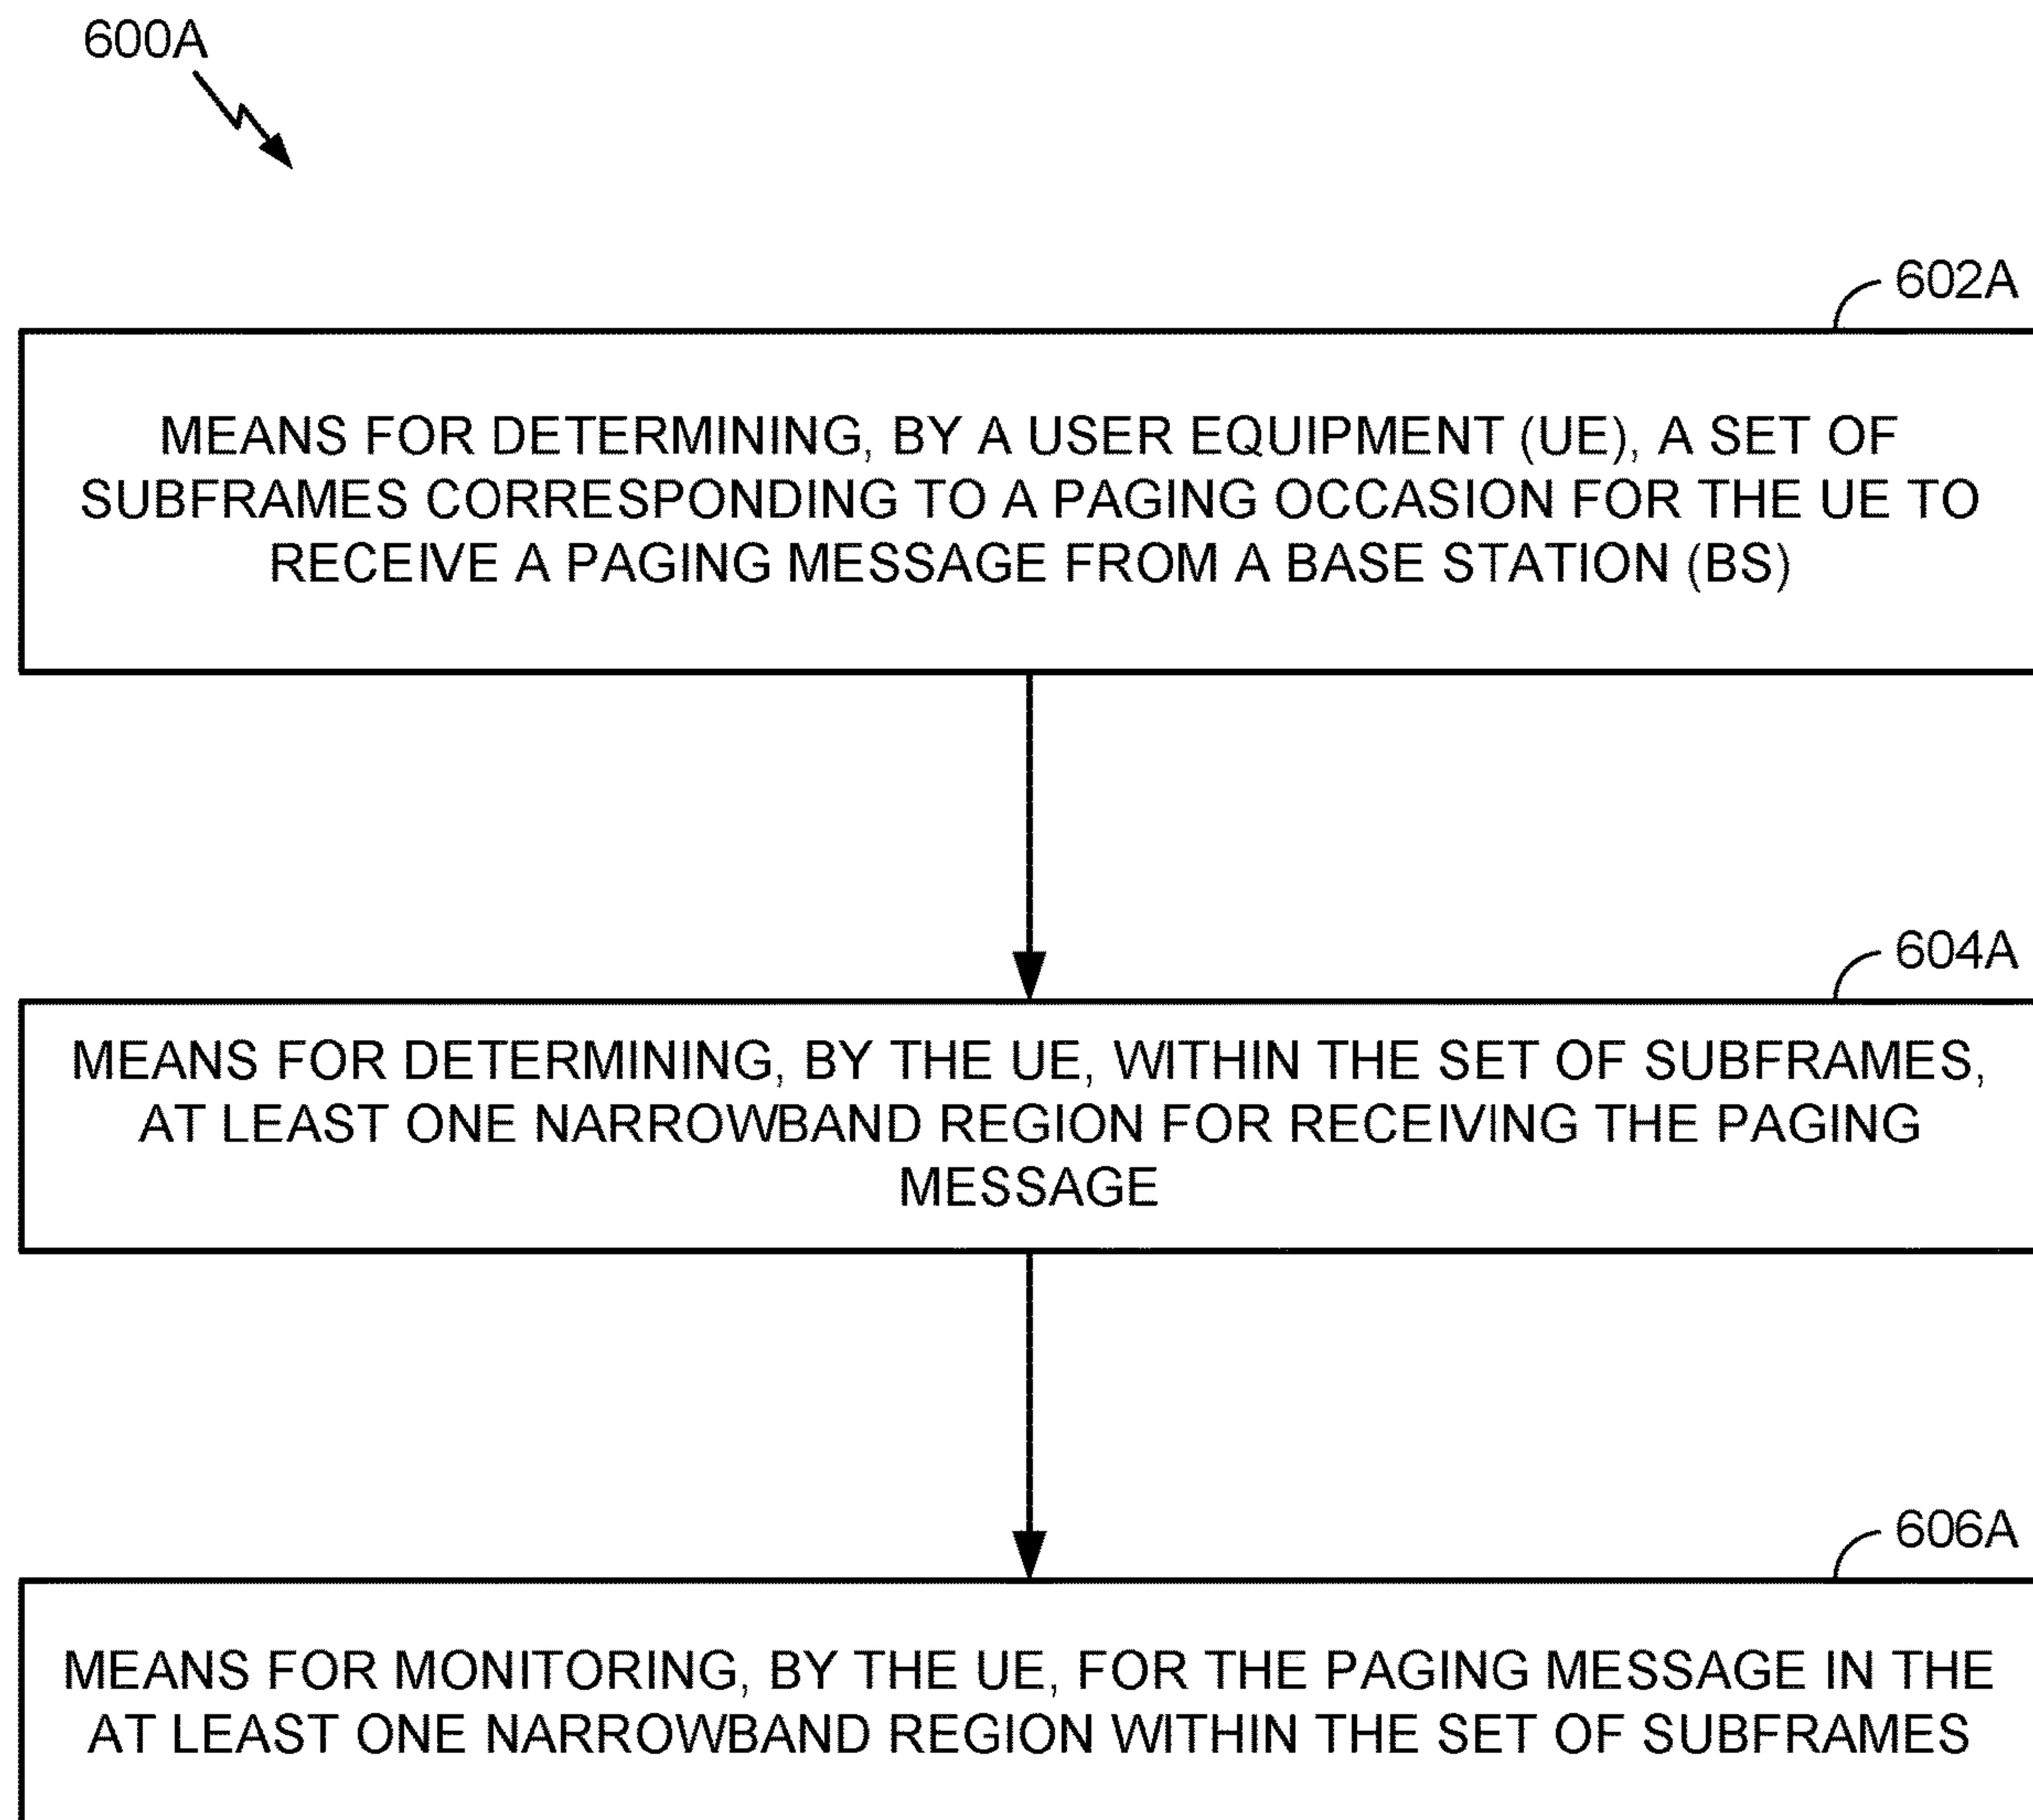 600A
602A
MEANS FOR DETERMINING, BY A USER EQUIPMENT (UE), A SET OF
SUBFRAMES CORRESPONDING TO A PAGING OCCASION FOR THE UE TO
RECEIVE A PAGING MESSAGE FROM A BASE STATION (BS)
604A
MEANS FOR DETERMINING, BY THE UE, WITHIN THE SET OF SUBFRAMES,
AT LEAST ONE NARROWBAND REGION FOR RECEIVING THE PAGING
MESSAGE
606A
MEANS FOR MONITORING, BY THE UE, FOR THE PAGING MESSAGE IN THE
AT LEAST ONE NARROWBAND REGION WITHIN THE SET OF SUBFRAMES